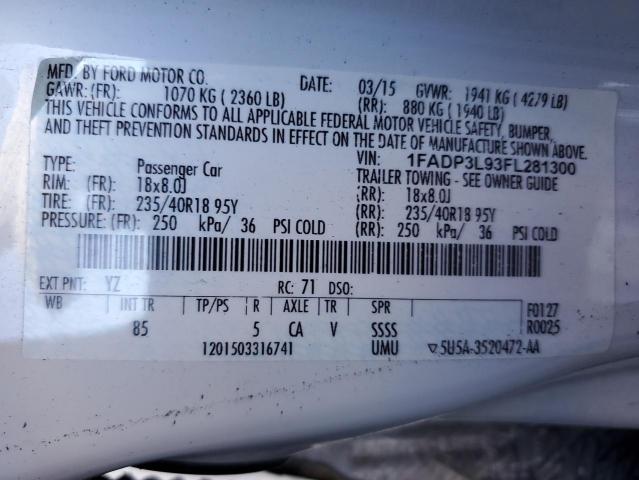 MFD. BY FORD MOTOR CO. DATE: 03/15 GVWR: 1941 KG ( 4279 LB)
GAWR: (FR): 1070 KG ( 2360 LB) (RR): 880 KG ( 1940 LB)
THIS VEHICLE CONFORMS TO ALL APPLICABLE FEDERAL MOTOR VEHICLE SAFETY, BUMPER,
AND THEFT PREVENTION STANDARDS IN EFFECT ON THE DATE OF MANUFACTURE SHOWN ABOVE.
VIN: 1FADP3L93FL281300
TYPE: Passenger Car TRAILER TOWING - SEE OWNER GUIDE
RIM: (FR): 18x8.0J (RR): 18x8.0J
TIRE: (FR): 235/40R18 95Y (RR): 235/40R18 95Y
PRESSURE: (FR): 250 kPa/ 36 PSI COLD (RR): 250 kPa/ 36 PSI COLD
EXT PNT: YZ RC: 71 DSO:
WB INT TR TP/PS R AXLE TR SPR F0127
85 5 CA V SSSS R0025
1201503316741 UMU ▽5U5A-3520472-AA